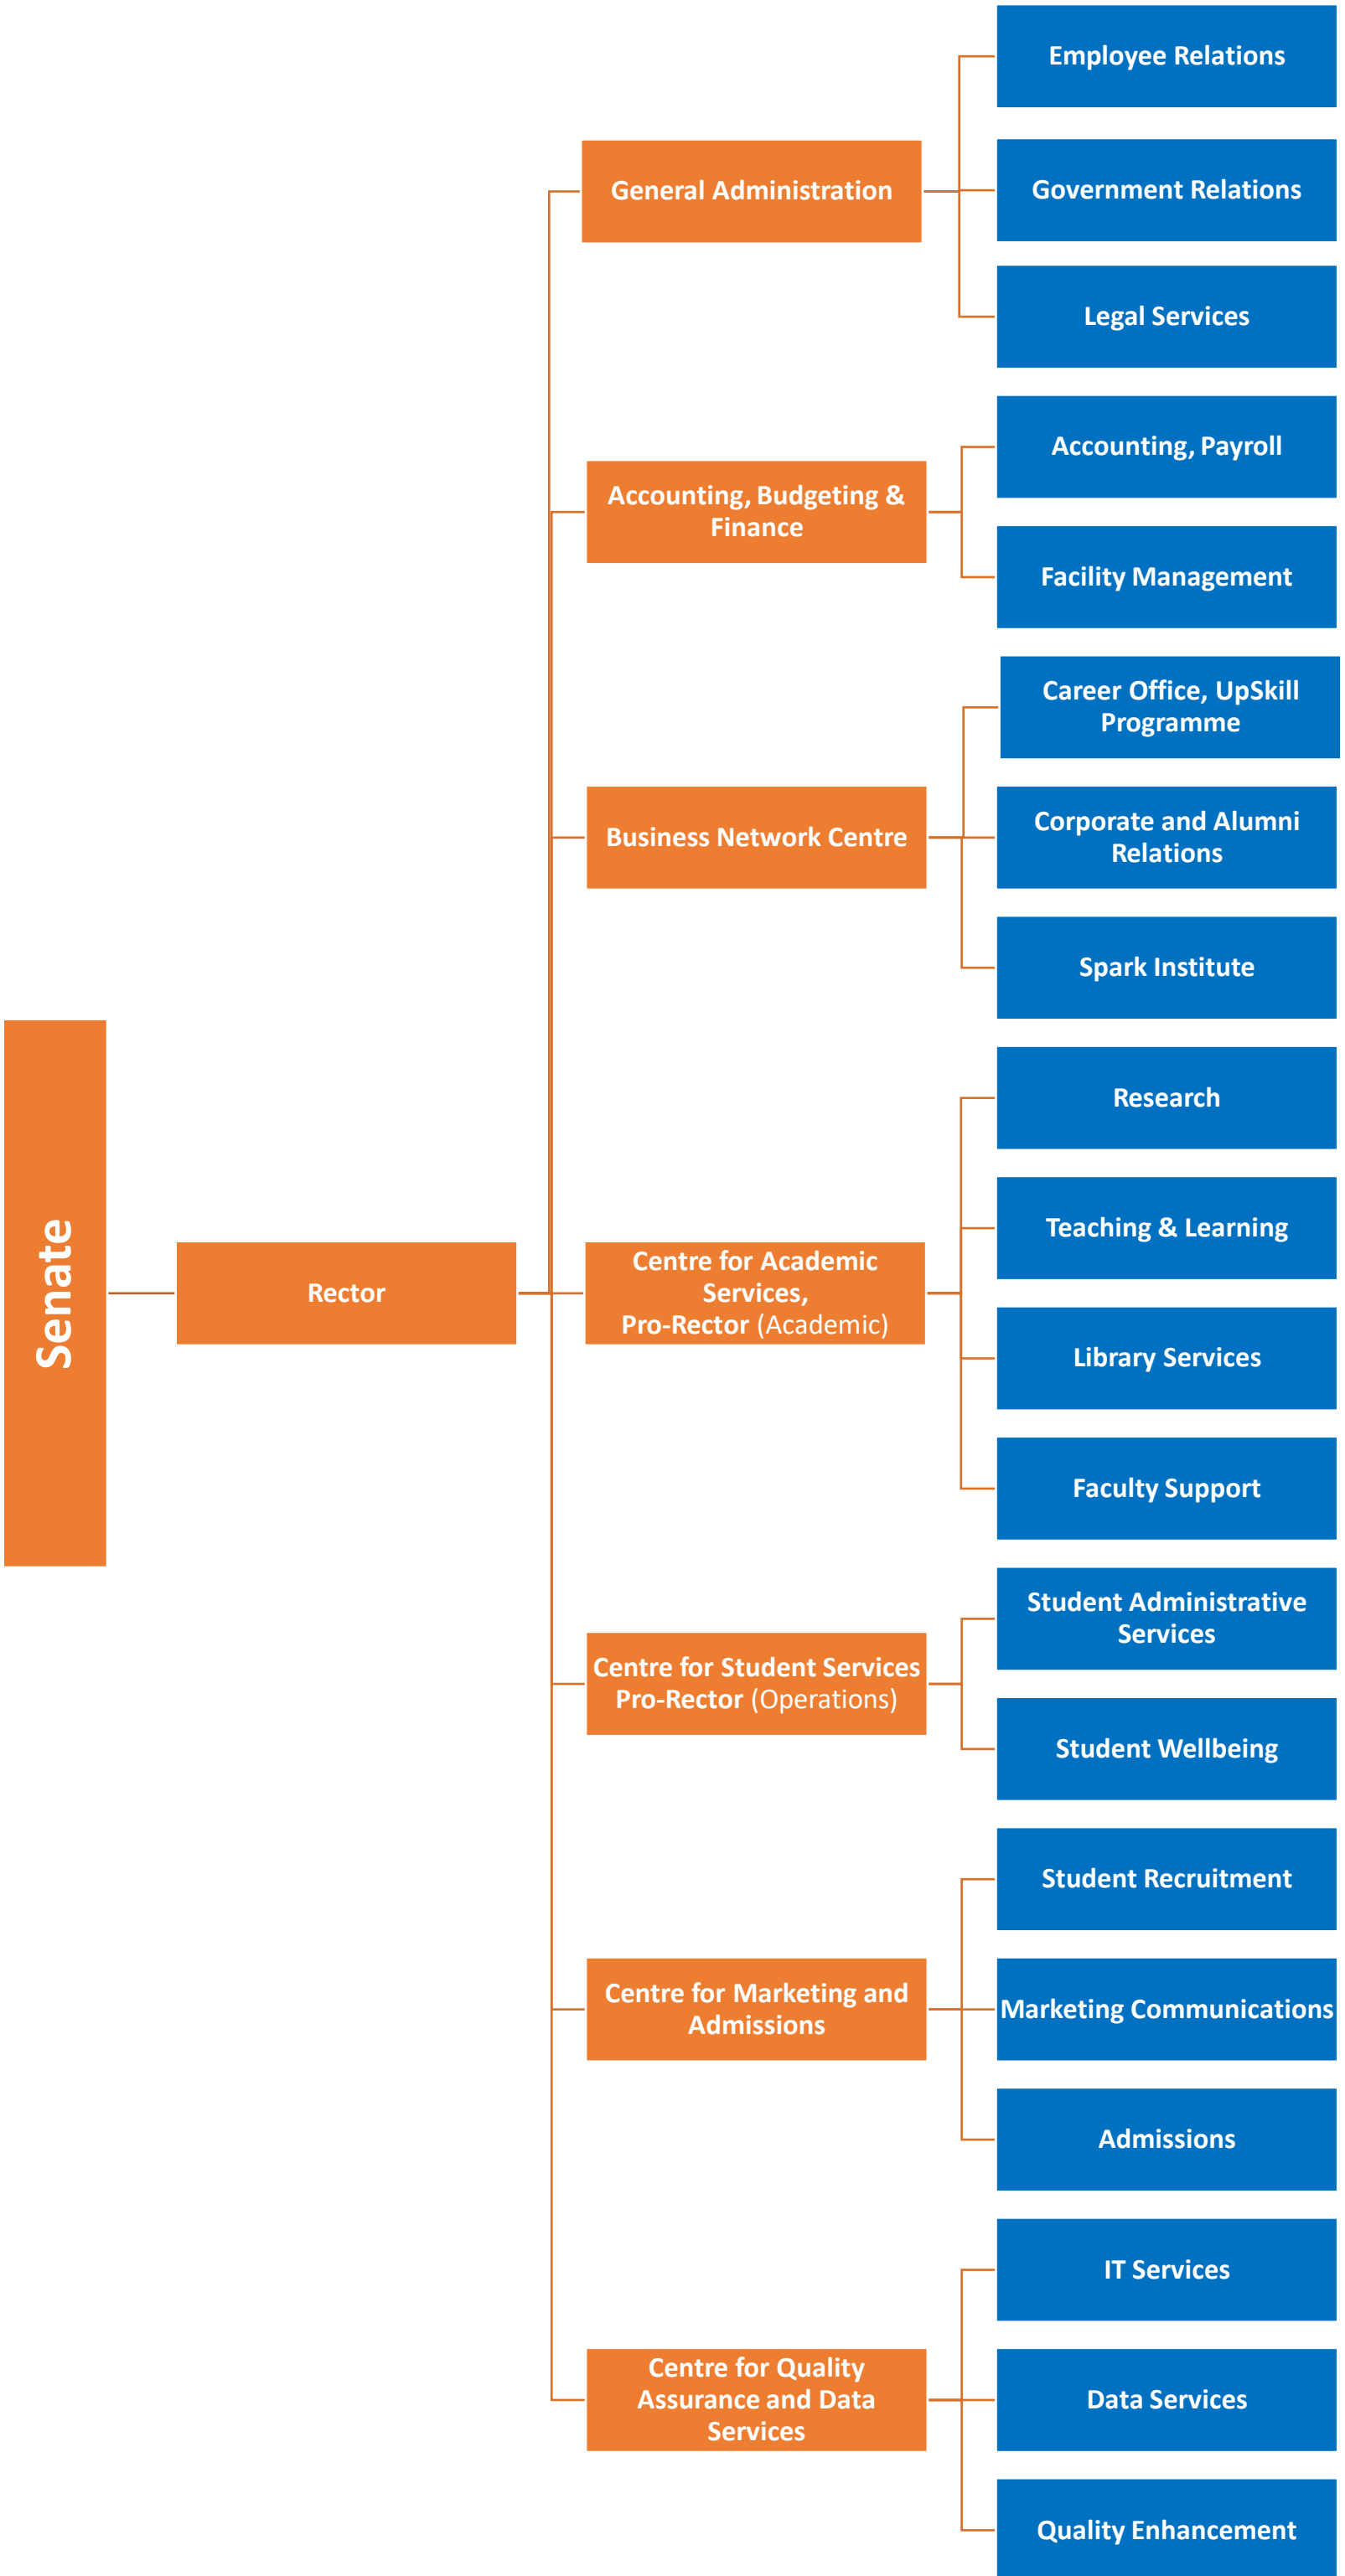 Senate
Rector
General Administration
Employee Relations
Government Relations
Legal Services
Accounting, Budgeting &
Finance
Accounting, Payroll
Facility Management
Business Network Centre
Career Office, UpSkill
Programme
Corporate and Alumni
Relations
Spark Institute
Centre for Academic
Services,
Pro-Rector (Academic)
Research
Teaching & Learning
Library Services
Faculty Support
Centre for Student Services
Pro-Rector (Operations)
Student Administrative
Services
Student Wellbeing
Centre for Marketing and
Admissions
Student Recruitment
Marketing Communications
Admissions
Centre for Quality
Assurance and Data
Services
IT Services
Data Services
Quality Enhancement